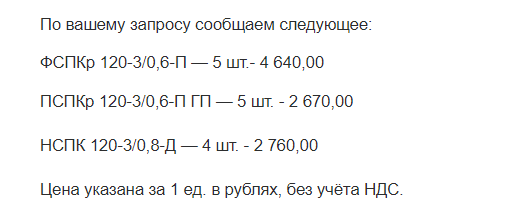 По вашему запросу сообщаем следующее:
ФСПКр 120-3/0,6-П — 5 шт.- 4 640,00
ПСПКр 120-3/0,6-П ГП — 5 шт. - 2 670,00
НСПК 120-3/0,8-Д — 4 шт. - 2 760,00
Цена указана за 1 ед. в рублях, без учёта НДС.